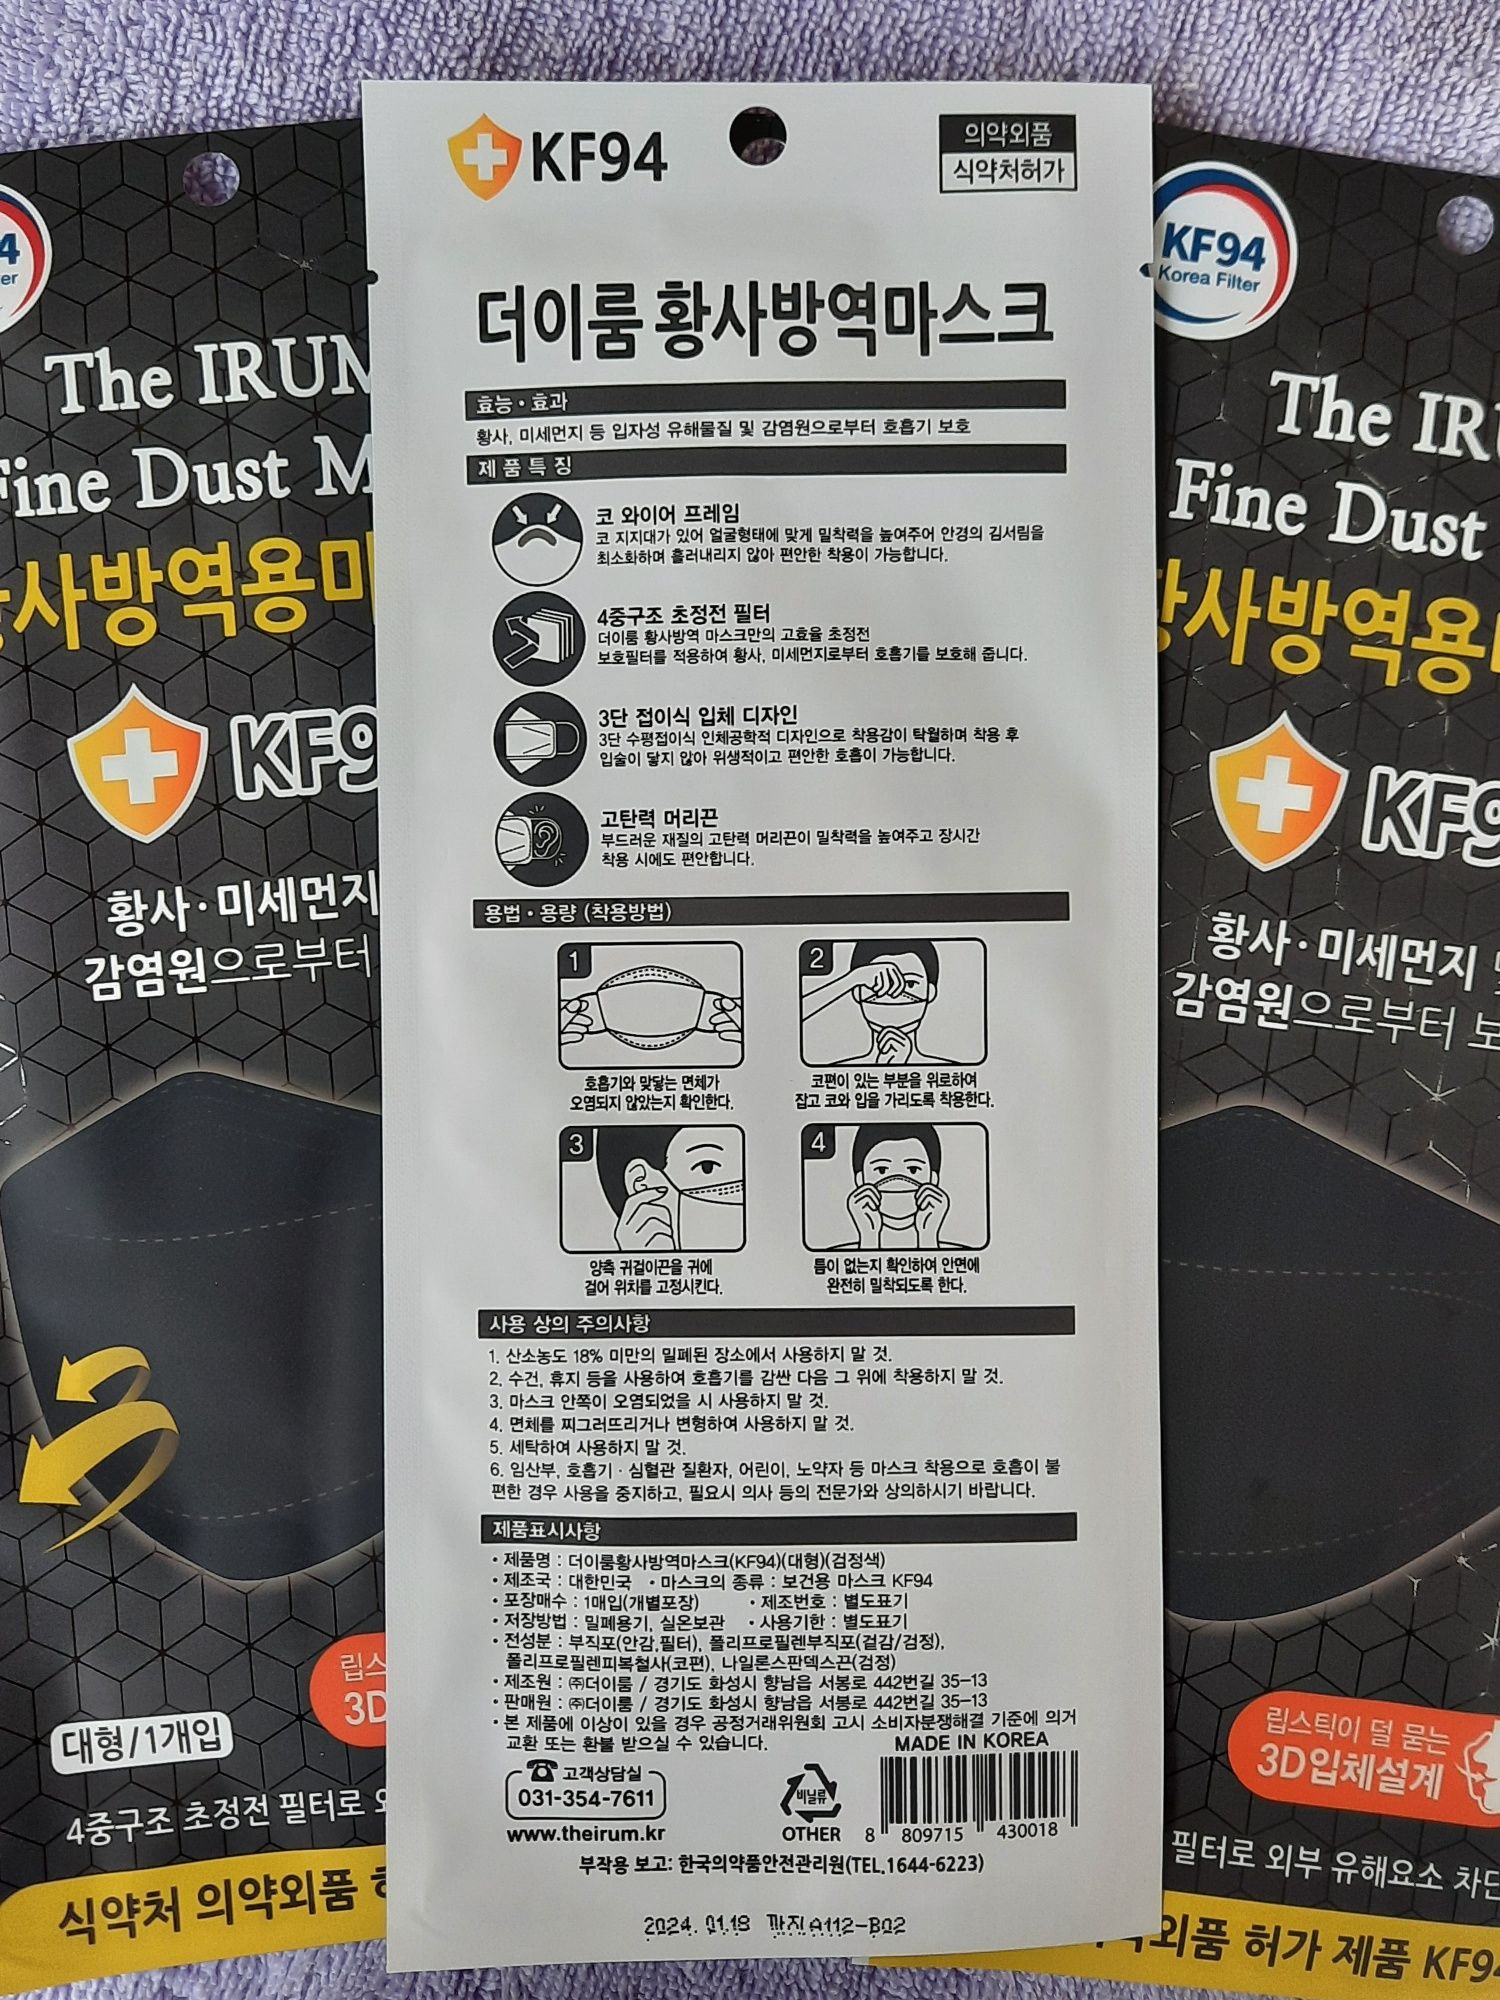 KF94
의약외품
식약처허가
더이룸 황사방역마스크
효능·효과
황사, 미세먼지 등 입자성 유해물질 및 감염원으로부터 호흡기 보호
제 품 특 징
코 와이어 프레임
코 지지대가 있어 얼굴형태에 맞게 밀착력을 높여주어 안경의 김서림을
최소화하며 흘러내리지 않아 편안한 착용이 가능합니다.
4중구조 초정전 필터
더이룸 황사방역 마스크만의 고효율 초정전
보호필터를 적용하여 황사, 미세먼지로부터 호흡기를 보호해 줍니다.
3단 접이식 입체 디자인
3단 수평접이식 인체공학적 디자인으로 착용감이 탁월하며 착용 후
입술이 닿지 않아 위생적이고 편안한 호흡이 가능합니다.
고탄력 머리끈
부드러운 재질의 고탄력 머리끈이 밀착력을 높여주고 장시간
착용 시에도 편안합니다.
용법·용량 (착용방법)
1
호흡기와 맞닿는 면체가
오염되지 않았는지 확인한다.
2
코편이 있는 부분을 위로하여
잡고 코와 입을 가리도록 착용한다.
3
양측 귀걸이끈을 귀에
걸어 위치를 고정시킨다.
4
틈이 없는지 확인하여 안면에
완전히 밀착되도록 한다.
사용 상의 주의사항
1. 산소농도 18% 미만의 밀폐된 장소에서 사용하지 말 것.
2. 수건, 휴지 등을 사용하여 호흡기를 감싼 다음 그 위에 착용하지 말 것.
3. 마스크 안쪽이 오염되었을 시 사용하지 말 것.
4. 면체를 찌그러뜨리거나 변형하여 사용하지 말 것.
5. 세탁하여 사용하지 말 것.
6. 임산부, 호흡기·심혈관 질환자, 어린이, 노약자 등 마스크 착용으로 호흡이 불
편한 경우 사용을 중지하고, 필요시 의사 등의 전문가와 상의하시기 바랍니다.
제품표시사항
• 제품명 : 더이룸황사방역마스크(KF94)(대형)(검정색)
• 제조국 : 대한민국 • 마스크의 종류 : 보건용 마스크 KF94
• 포장매수 : 1매입(개별포장) • 제조번호 : 별도표기
• 저장방법 : 밀폐용기, 실온보관 • 사용기한 : 별도표기
• 전성분 : 부직포(안감,필터), 폴리프로필렌부직포(겉감/검정),
폴리프로필렌피복철사(코편), 나일론스판덱스끈(검정)
• 제조원 : ㈜더이룸 / 경기도 화성시 향남읍 서봉로 442번길 35-13
• 판매원 : ㈜더이룸 / 경기도 화성시 향남읍 서봉로 442번길 35-13
• 본 제품에 이상이 있을 경우 공정거래위원회 고시 소비자분쟁해결 기준에 의거
교환 또는 환불 받으실 수 있습니다.
MADE IN KOREA
고객상담실
031-354-7611
www.theirum.kr
비닐류
OTHER
8 809715 430018
부작용 보고: 한국의약품안전관리원(TEL.1644-6223)
2024. 01.18 까지 A112-B02
The IRUM
Fine Dust M
사방역용마
KF9
황사·미세먼지
감염원으로부터
립스
3D
대형/1개입
4중구조 초정전 필터로
식약처 의약외품
KF94
Korea Filter
The IR
Fine Dust
사방역용
KF9
황사·미세먼지
감염원으로부터 보
립스틱이 덜 묻는
3D입체설계
필터로 외부 유해요소 차단
외품 허가 제품 KF94